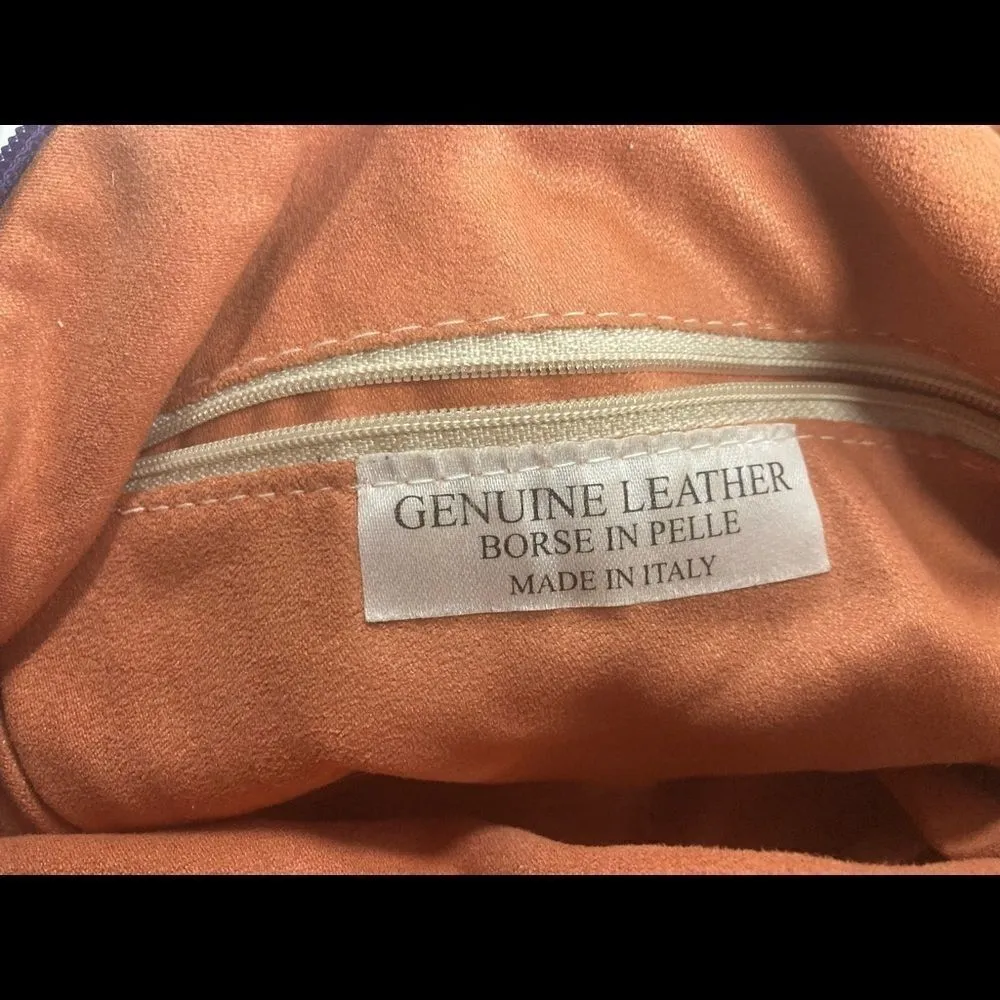 GENUINE LEATHER
BORSE IN PELLE
MADE IN ITALY